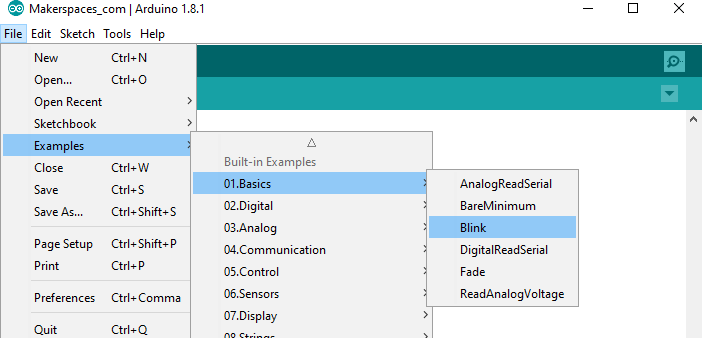 Makerspaces_com | Arduino 1.8.1
File Edit Sketch Tools Help
New Ctrl+N
Open... Ctrl+O
Open Recent
Sketchbook
Examples
Close Ctrl+W
Save Ctrl+S
Save As... Ctrl+Shift+S
Page Setup Ctrl+Shift+P
Print Ctrl+P
Preferences Ctrl+Comma
Quit Ctrl+Q
Built-in Examples
01.Basics
02.Digital
03.Analog
04.Communication
05.Control
06.Sensors
07.Display
08.Strings
AnalogReadSerial
BareMinimum
Blink
DigitalReadSerial
Fade
ReadAnalogVoltage